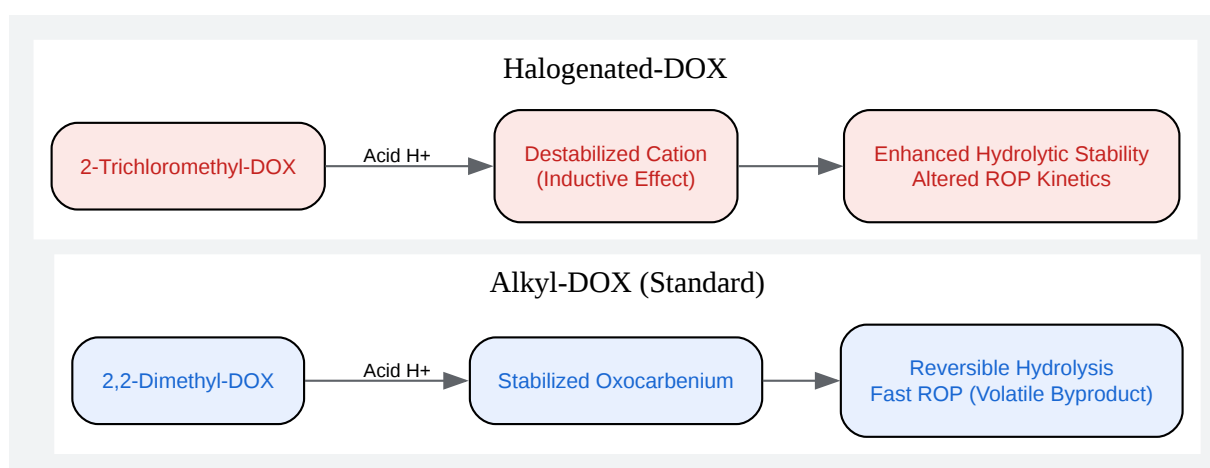 Halogenated-DOX
2-Trichloromethyl-DOX
Acid H+
Destabilized Cation
(Inductive Effect)
Enhanced Hydrolytic Stability
Altered ROP Kinetics
Alkyl-DOX (Standard)
2,2-Dimethyl-DOX
Acid H+
Stabilized Oxocarbenium
Reversible Hydrolysis
Fast ROP (Volatile Byproduct)